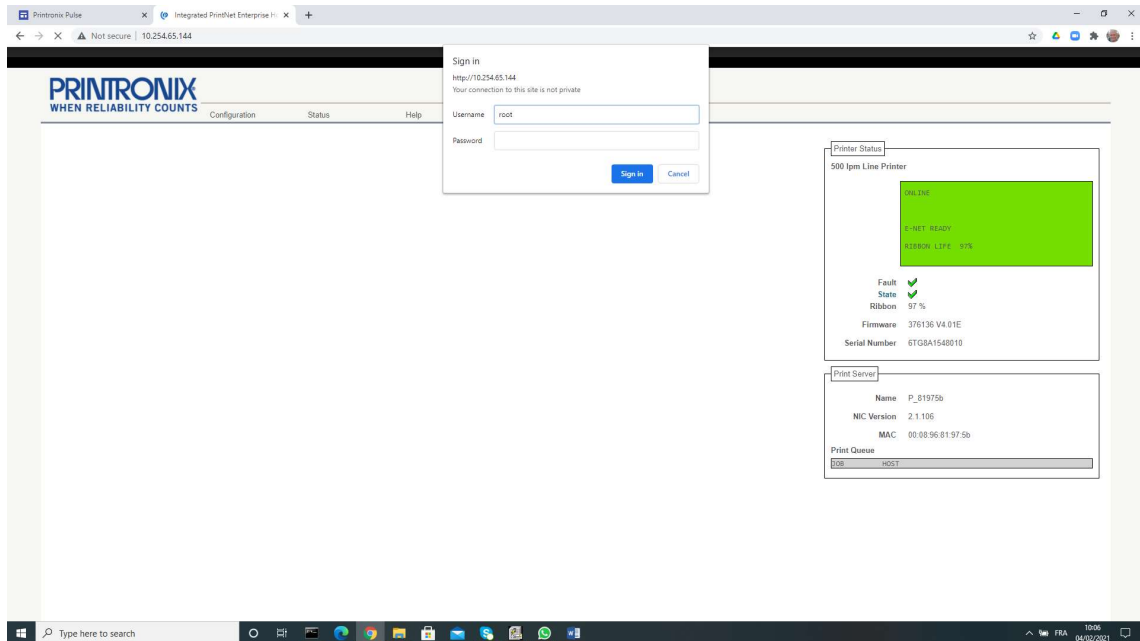 Printronix Pulse
Integrated PrintNet Enterprise H
Not secure | 10.254.65.144
Sign in
http://10.254.65.144
Your connection to this site is not private
Username root
Password
Sign in Cancel
PRINTRONIX
WHEN RELIABILITY COUNTS
Configuration Status Help
Printer Status
500 lpm Line Printer
ONLINE
E-NET READY
RIBBON LIFE 97%
Fault
State
Ribbon 97 %
Firmware 376136 V4.01E
Serial Number 6TG8A1548010
Print Server
Name P_81975b
NIC Version 2.1.106
MAC 00:08:96:81:97:5b
Print Queue
JOB HOST
Type here to search
FRA
10:06
04/02/2021